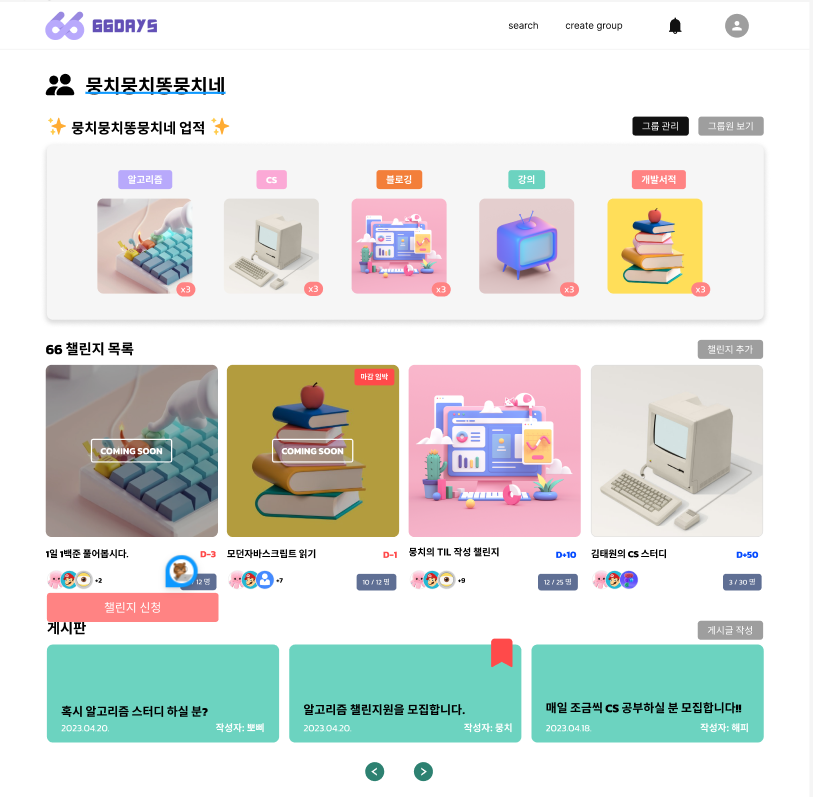 66DAYS
search
create group
뭉치뭉치똥뭉치네
뭉치뭉치똥뭉치네 업적
그룹 관리
그룹원 보기
알고리즘
CS
블로깅
강의
개발서적
x3
x3
x3
x3
x3
66 챌린지 목록
챌린지 추가
마감 임박
COMING SOON
COMING SOON
1일 1백준 풀어봅시다.
D-3
모던자바스크립트 읽기
D-1
뭉치의 TIL 작성 챌린지
D+10
김태원의 CS 스터디
D+50
+2
/ 12 명
+7
10 / 12 명
+9
12 / 25 명
3 / 30 명
챌린지 신청
게시판
게시글 작성
혹시 알고리즘 스터디 하실 분?
2023.04.20.
작성자: 뽀삐
알고리즘 챌린지원을 모집합니다.
2023.04.20.
작성자: 뭉치
매일 조금씩 CS 공부하실 분 모집합니다!!
2023.04.18.
작성자: 해피